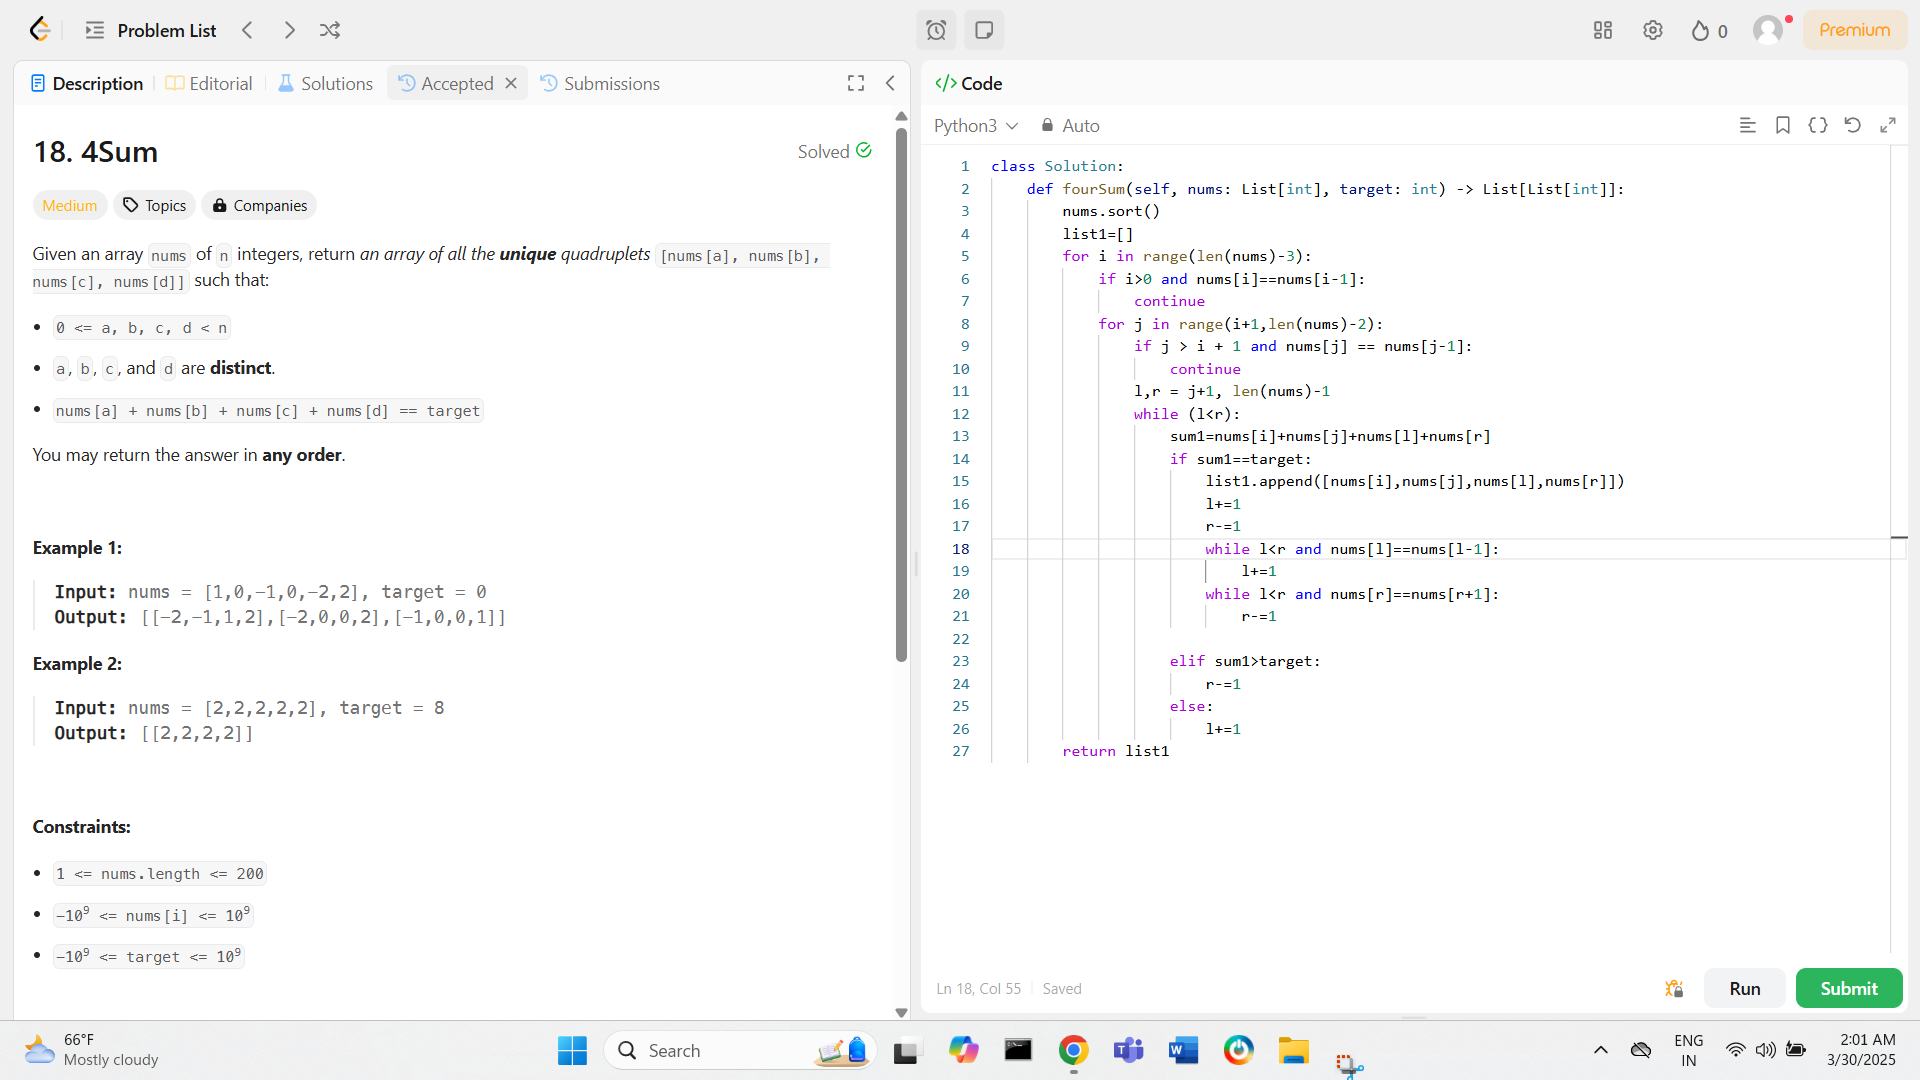 Problem List
0
Premium
Description
Editorial
Solutions
Accepted
Submissions
18. 4Sum
Solved
Medium
Topics
Companies
Given an array nums of n integers, return an array of all the unique quadruplets [nums[a], nums[b],
nums[c], nums[d]] such that:
• 0 <= a, b, c, d < n
• a, b, c, and d are distinct.
• nums[a] + nums[b] + nums[c] + nums[d] == target
You may return the answer in any order.
Example 1:
Input: nums = [1,0,−1,0,−2,2], target = 0
Output: [[−2,−1,1,2],[−2,0,0,2],[−1,0,0,1]]
Example 2:
Input: nums = [2,2,2,2,2], target = 8
Output: [[2,2,2,2]]
Constraints:
• 1 <= nums.length <= 200
• −10⁹ <= nums[i] <= 10⁹
• −10⁹ <= target <= 10⁹
</> Code
Python3
Auto
1 class Solution:
2     def fourSum(self, nums: List[int], target: int) -> List[List[int]]:
3         nums.sort()
4         list1=[]
5         for i in range(len(nums)-3):
6             if i>0 and nums[i]==nums[i-1]:
7                 continue
8             for j in range(i+1,len(nums)-2):
9                 if j > i + 1 and nums[j] == nums[j-1]:
10                     continue
11                 l,r = j+1, len(nums)-1
12                 while (l<r):
13                     sum1=nums[i]+nums[j]+nums[l]+nums[r]
14                     if sum1==target:
15                         list1.append([nums[i],nums[j],nums[l],nums[r]])
16                         l+=1
17                         r-=1
18                         while l<r and nums[l]==nums[l-1]:
19                             l+=1
20                         while l<r and nums[r]==nums[r+1]:
21                             r-=1
22
23                     elif sum1>target:
24                         r-=1
25                     else:
26                         l+=1
27         return list1
Ln 18, Col 55
Saved
Run
Submit
66°F
Mostly cloudy
Search
ENG
IN
2:01 AM
3/30/2025